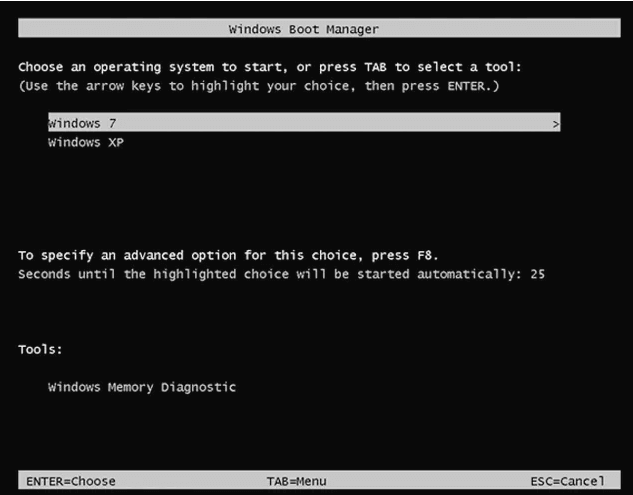 Windows Boot Manager
Choose an operating system to start, or press TAB to select a tool:
(Use the arrow keys to highlight your choice, then press ENTER.)
Windows 7 >
Windows XP
To specify an advanced option for this choice, press F8.
Seconds until the highlighted choice will be started automatically: 25
Tools:
Windows Memory Diagnostic
ENTER=Choose TAB=Menu ESC=Cancel